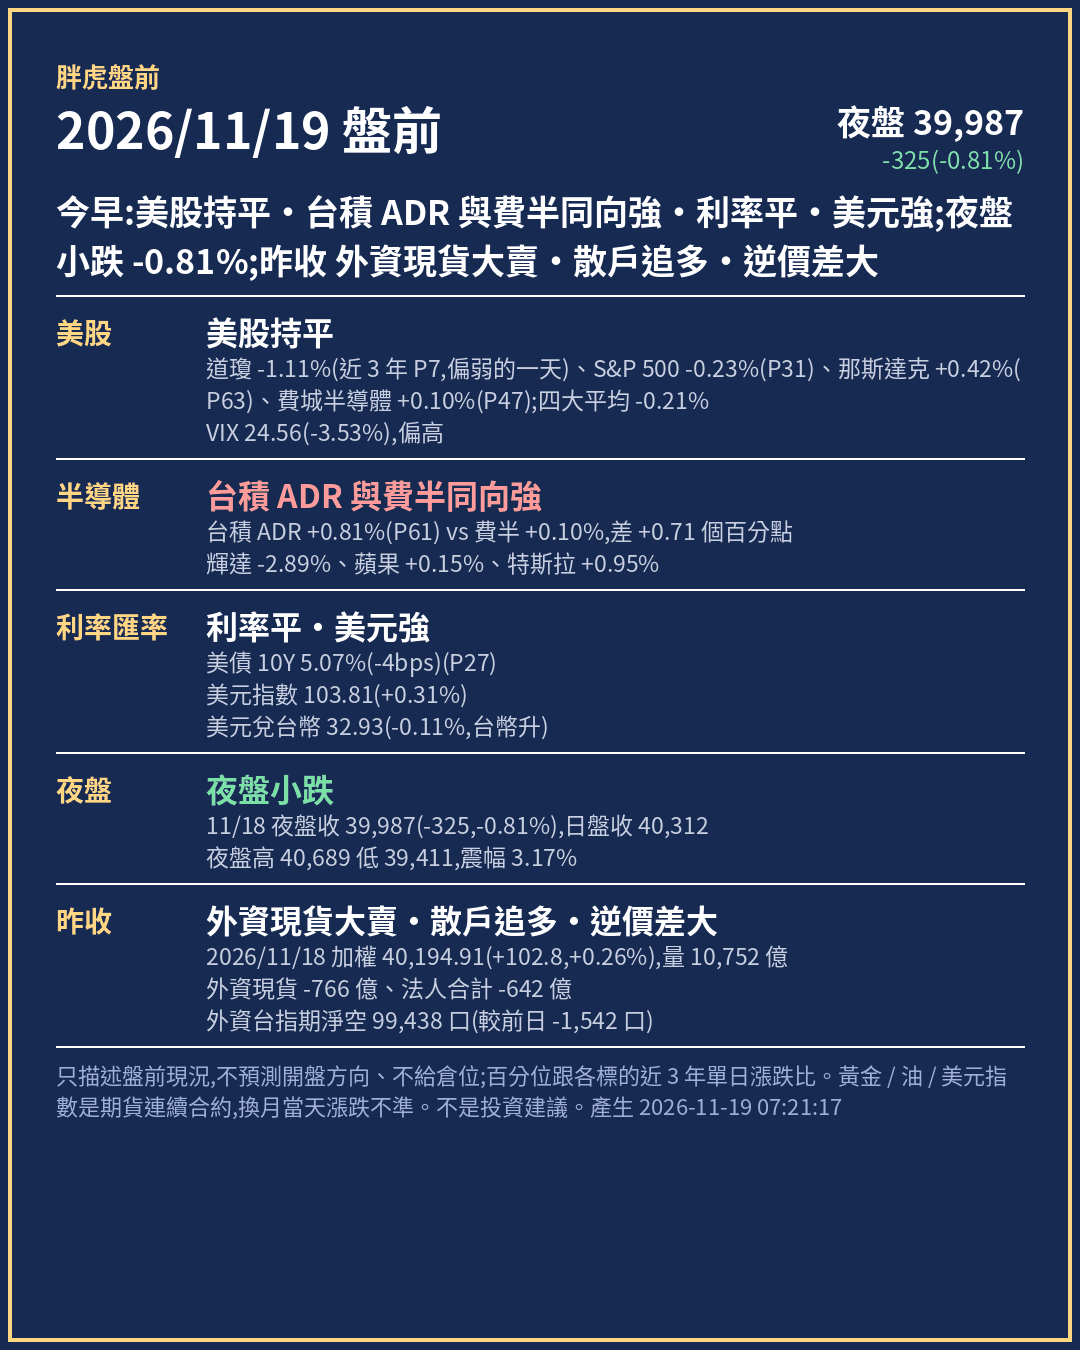 胖虎盤前
2026/11/19 盤前
夜盤 39,987
-325(-0.81%)
今早:美股持平・台積 ADR 與費半同向強・利率平・美元強;夜盤
小跌 -0.81%;昨收 外資現貨大賣・散戶追多・逆價差大
美股
美股持平
道瓊 -1.11%(近 3 年 P7,偏弱的一天)、S&P 500 -0.23%(P31)、那斯達克 +0.42%(
P63)、費城半導體 +0.10%(P47);四大平均 -0.21%
VIX 24.56(-3.53%),偏高
半導體
台積 ADR 與費半同向強
台積 ADR +0.81%(P61) vs 費半 +0.10%,差 +0.71 個百分點
輝達 -2.89%、蘋果 +0.15%、特斯拉 +0.95%
利率匯率
利率平・美元強
美債 10Y 5.07%(-4bps)(P27)
美元指數 103.81(+0.31%)
美元兌台幣 32.93(-0.11%,台幣升)
夜盤
夜盤小跌
11/18 夜盤收 39,987(-325,-0.81%),日盤收 40,312
夜盤高 40,689 低 39,411,震幅 3.17%
昨收
外資現貨大賣・散戶追多・逆價差大
2026/11/18 加權 40,194.91(+102.8,+0.26%),量 10,752 億
外資現貨 -766 億、法人合計 -642 億
外資台指期淨空 99,438 口(較前日 -1,542 口)
只描述盤前現況,不預測開盤方向、不給倉位;百分位跟各標的近 3 年單日漲跌比。黃金 / 油 / 美元指
數是期貨連續合約,換月當天漲跌不準。不是投資建議。產生 2026-11-19 07:21:17